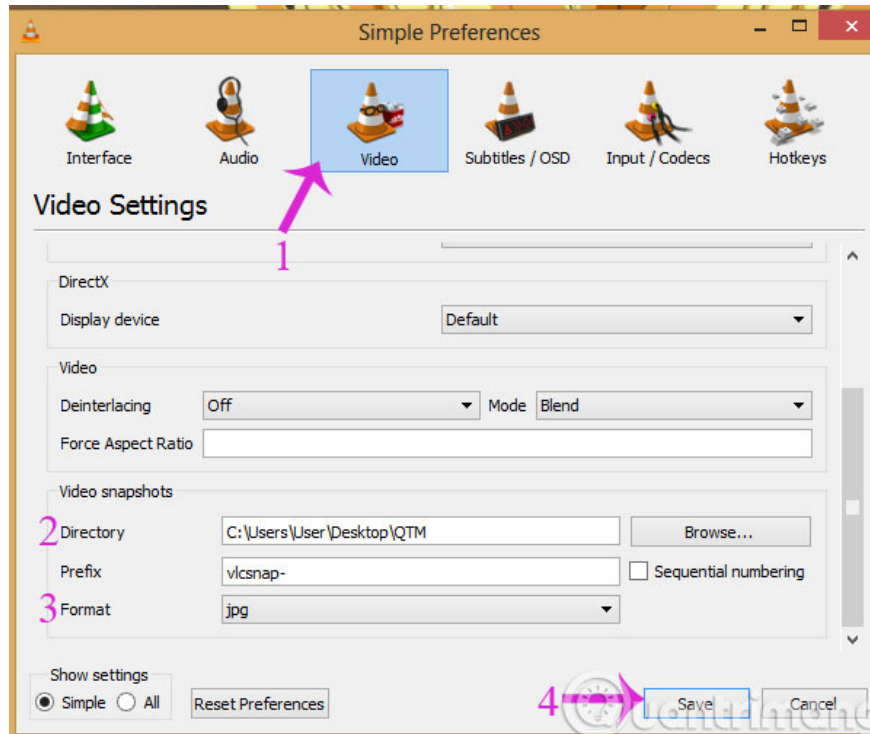 Simple Preferences
Interface Audio Video Subtitles / OSD Input / Codecs Hotkeys
Video Settings
1
DirectX
Display device Default
Video
Deinterlacing Off Mode Blend
Force Aspect Ratio
Video snapshots
2 Directory C:\Users\User\Desktop\QTM Browse...
Prefix vlcsnap- Sequential numbering
3 Format jpg
Show settings
Simple All Reset Preferences 4 Save Cancel
uantrimang